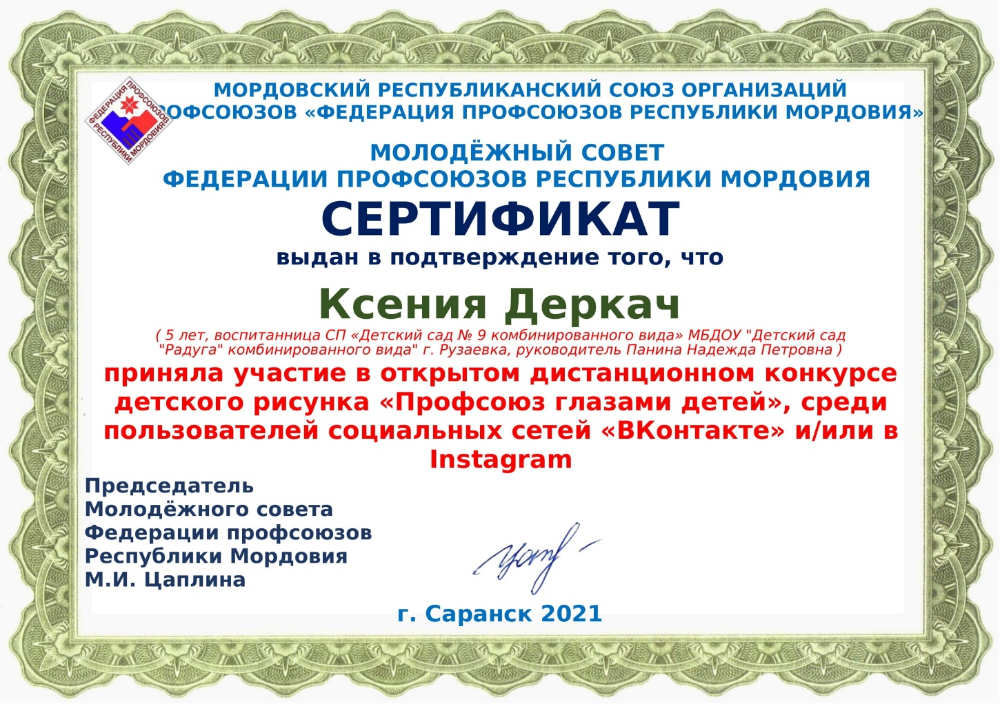 МОРДОВСКИЙ РЕСПУБЛИКАНСКИЙ СОЮЗ ОРГАНИЗАЦИЙ
ОФСОЮЗОВ «ФЕДЕРАЦИЯ ПРОФСОЮЗОВ РЕСПУБЛИКИ МОРДОВИЯ»
ФЕДЕРАЦИЯ ПРОФСОЮЗОВ
РЕСПУБЛИКИ МОРДОВИЯ
МОЛОДЁЖНЫЙ СОВЕТ
ФЕДЕРАЦИИ ПРОФСОЮЗОВ РЕСПУБЛИКИ МОРДОВИЯ
СЕРТИФИКАТ
выдан в подтверждение того, что
Ксения Деркач
( 5 лет, воспитанница СП «Детский сад № 9 комбинированного вида» МБДОУ "Детский сад
"Радуга" комбинированного вида" г. Рузаевка, руководитель Панина Надежда Петровна )
приняла участие в открытом дистанционном конкурсе
детского рисунка «Профсоюз глазами детей», среди
пользователей социальных сетей «ВКонтакте» и/или в
Instagram
Председатель
Молодёжного совета
Федерации профсоюзов
Республики Мордовия
М.И. Цаплина
г. Саранск 2021